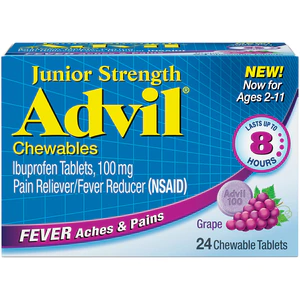 Junior Strength
Advil®
Chewables
Ibuprofen Tablets, 100 mg
Pain Reliever/Fever Reducer (NSAID)
FEVER Aches & Pains
NEW!
Now for
Ages 2-11
LASTS UP TO
8
HOURS
Advil
100
Grape
24 Chewable Tablets